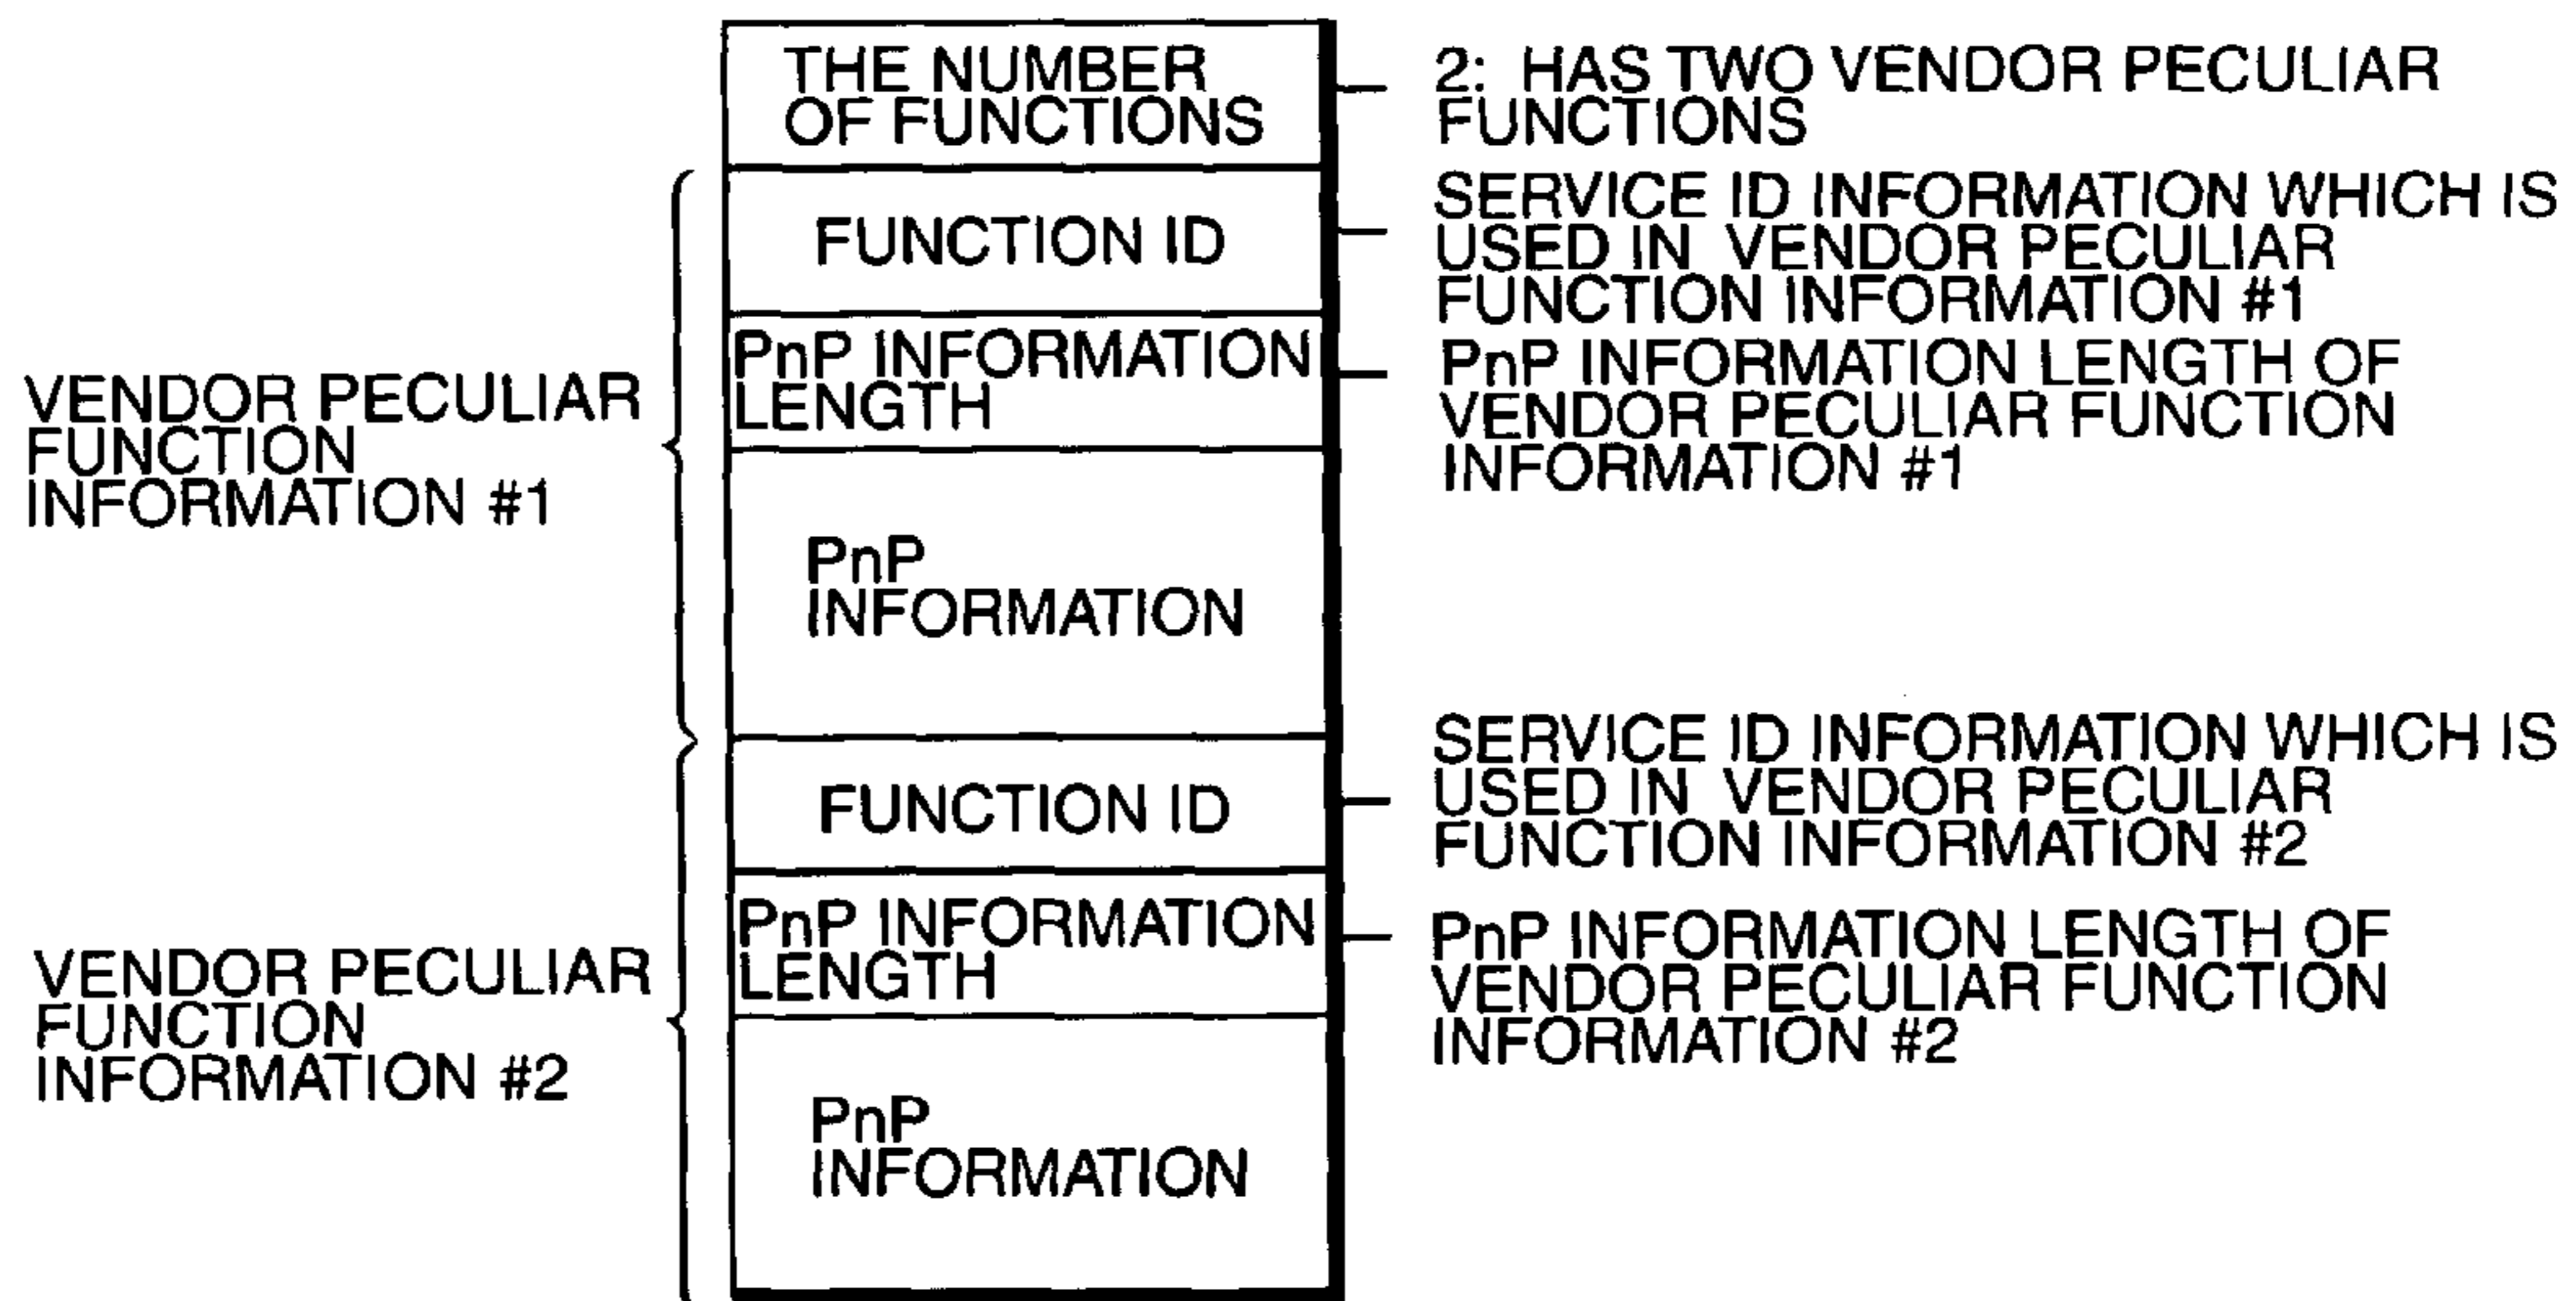 THE NUMBER
OF FUNCTIONS
2: HAS TWO VENDOR PECULIAR
FUNCTIONS
VENDOR PECULIAR
FUNCTION
INFORMATION #1
FUNCTION ID
SERVICE ID INFORMATION WHICH IS
USED IN VENDOR PECULIAR
FUNCTION INFORMATION #1
PnP INFORMATION
LENGTH
PnP INFORMATION LENGTH OF
VENDOR PECULIAR FUNCTION
INFORMATION #1
PnP
INFORMATION
VENDOR PECULIAR
FUNCTION
INFORMATION #2
FUNCTION ID
SERVICE ID INFORMATION WHICH IS
USED IN VENDOR PECULIAR
FUNCTION INFORMATION #2
PnP INFORMATION
LENGTH
PnP INFORMATION LENGTH OF
VENDOR PECULIAR FUNCTION
INFORMATION #2
PnP
INFORMATION